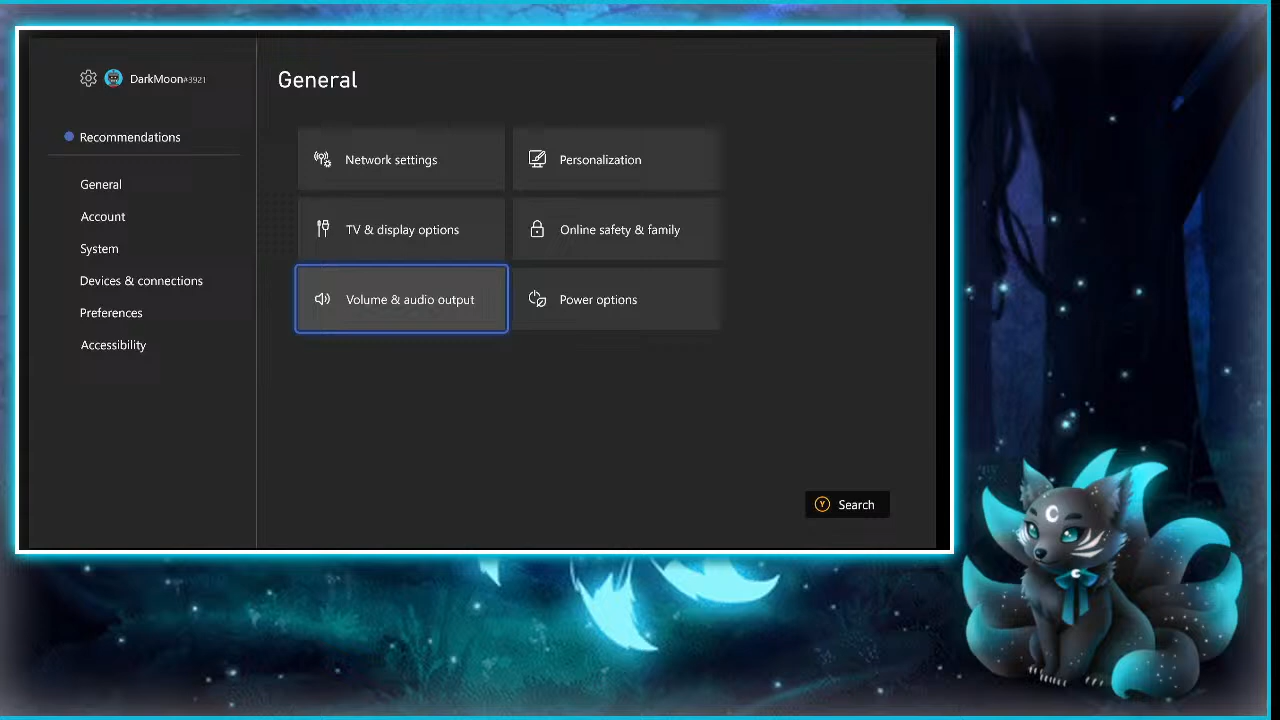 DarkMoon#3921
Recommendations
General
Account
System
Devices & connections
Preferences
Accessibility
General
Network settings
Personalization
TV & display options
Online safety & family
Volume & audio output
Power options
Y Search